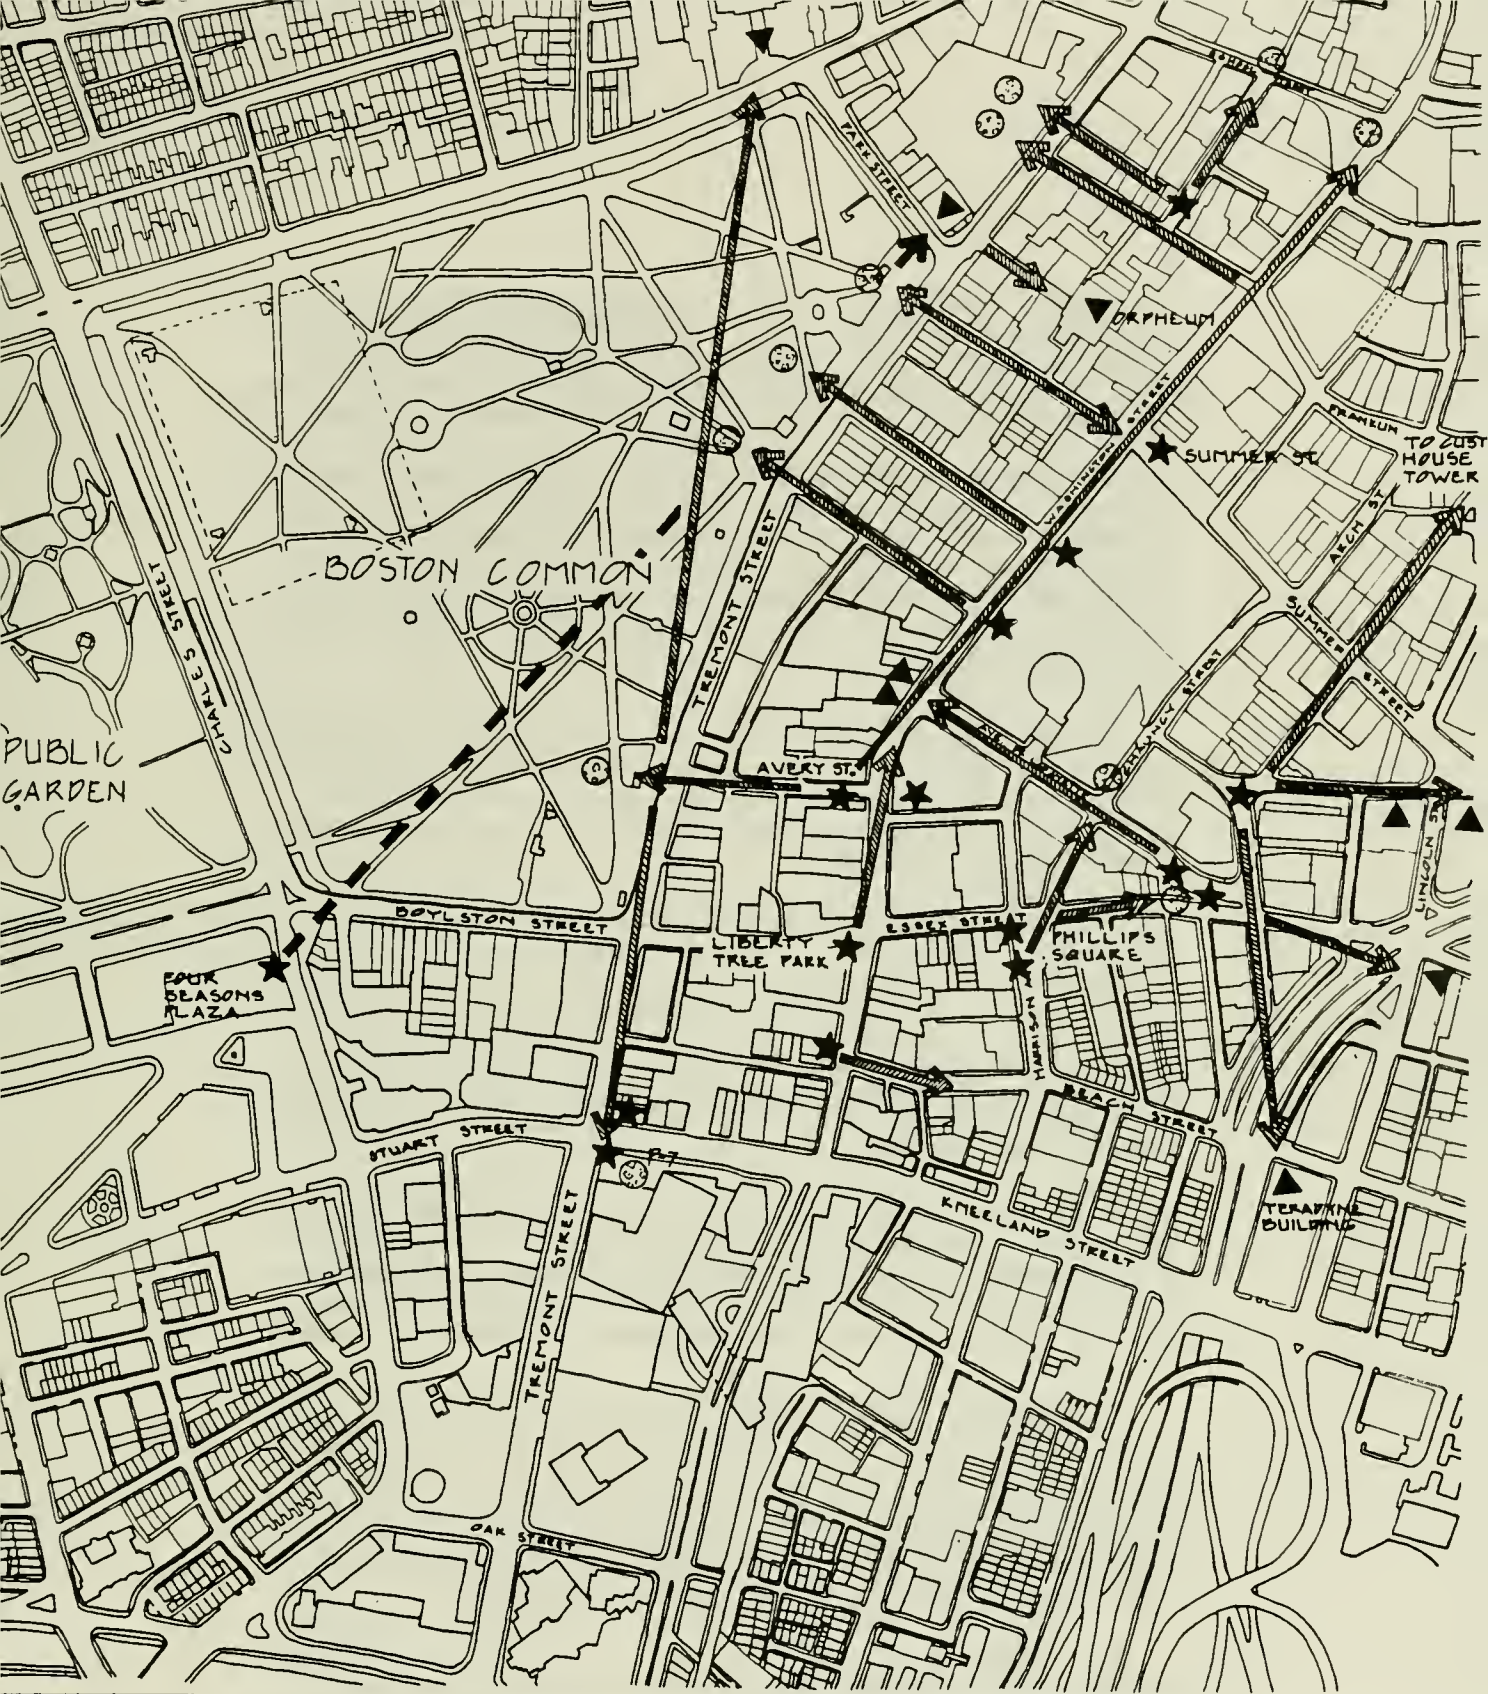 PARK STREET
ORPHEUM
WASHINGTON STREET
FRANKLIN
TO CUST
HOUSE
TOWER
SUMMER ST.
ARCH ST
BOSTON COMMON
TREMONT STREET
SUMMER STREET
CHARLES STREET
CHAUNCY STREET
PUBLIC
GARDEN
AVERY ST.
LINCOLN ST
BOYLSTON STREET
ESSEX STREET
LIBERTY
TREE PARK
PHILLIPS
SQUARE
FOUR
SEASONS
PLAZA
HARRISON A
BEACH STREET
STUART STREET
P-7
KNEELAND STREET
TERADYNE
BUILDING
TREMONT STREET
OAK STREET